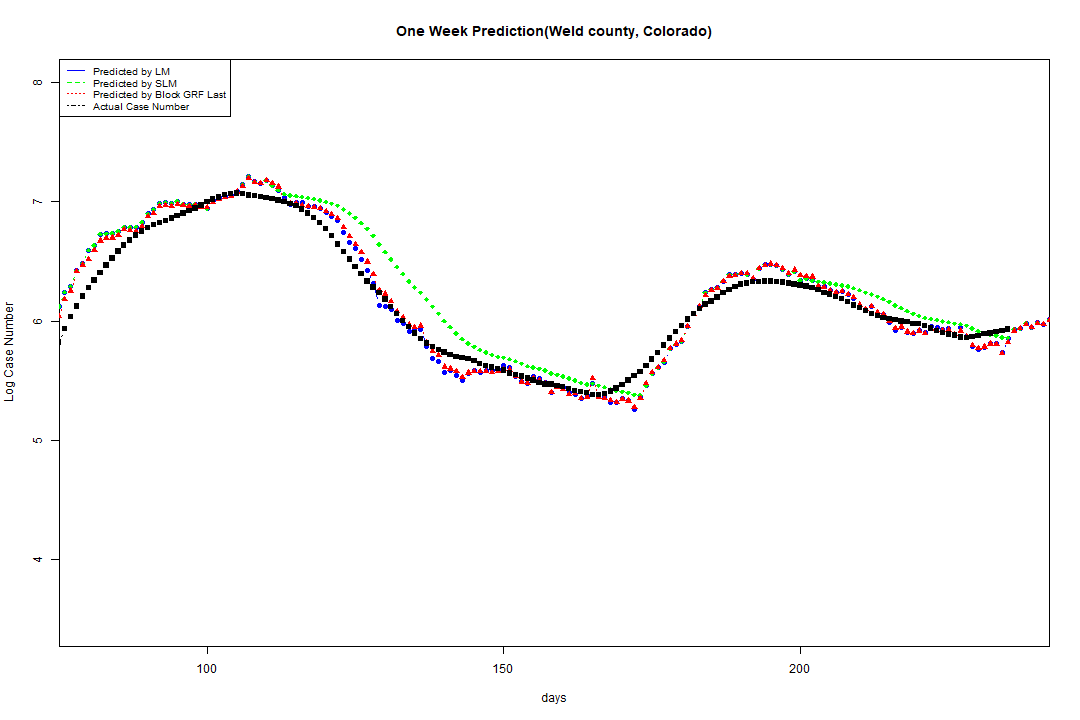 One Week Prediction(Weld county, Colorado)
Predicted by LM
Predicted by SLM
Predicted by Block GRF Last
Actual Case Number
8
7
6
5
4
Log Case Number
100 150 200
days